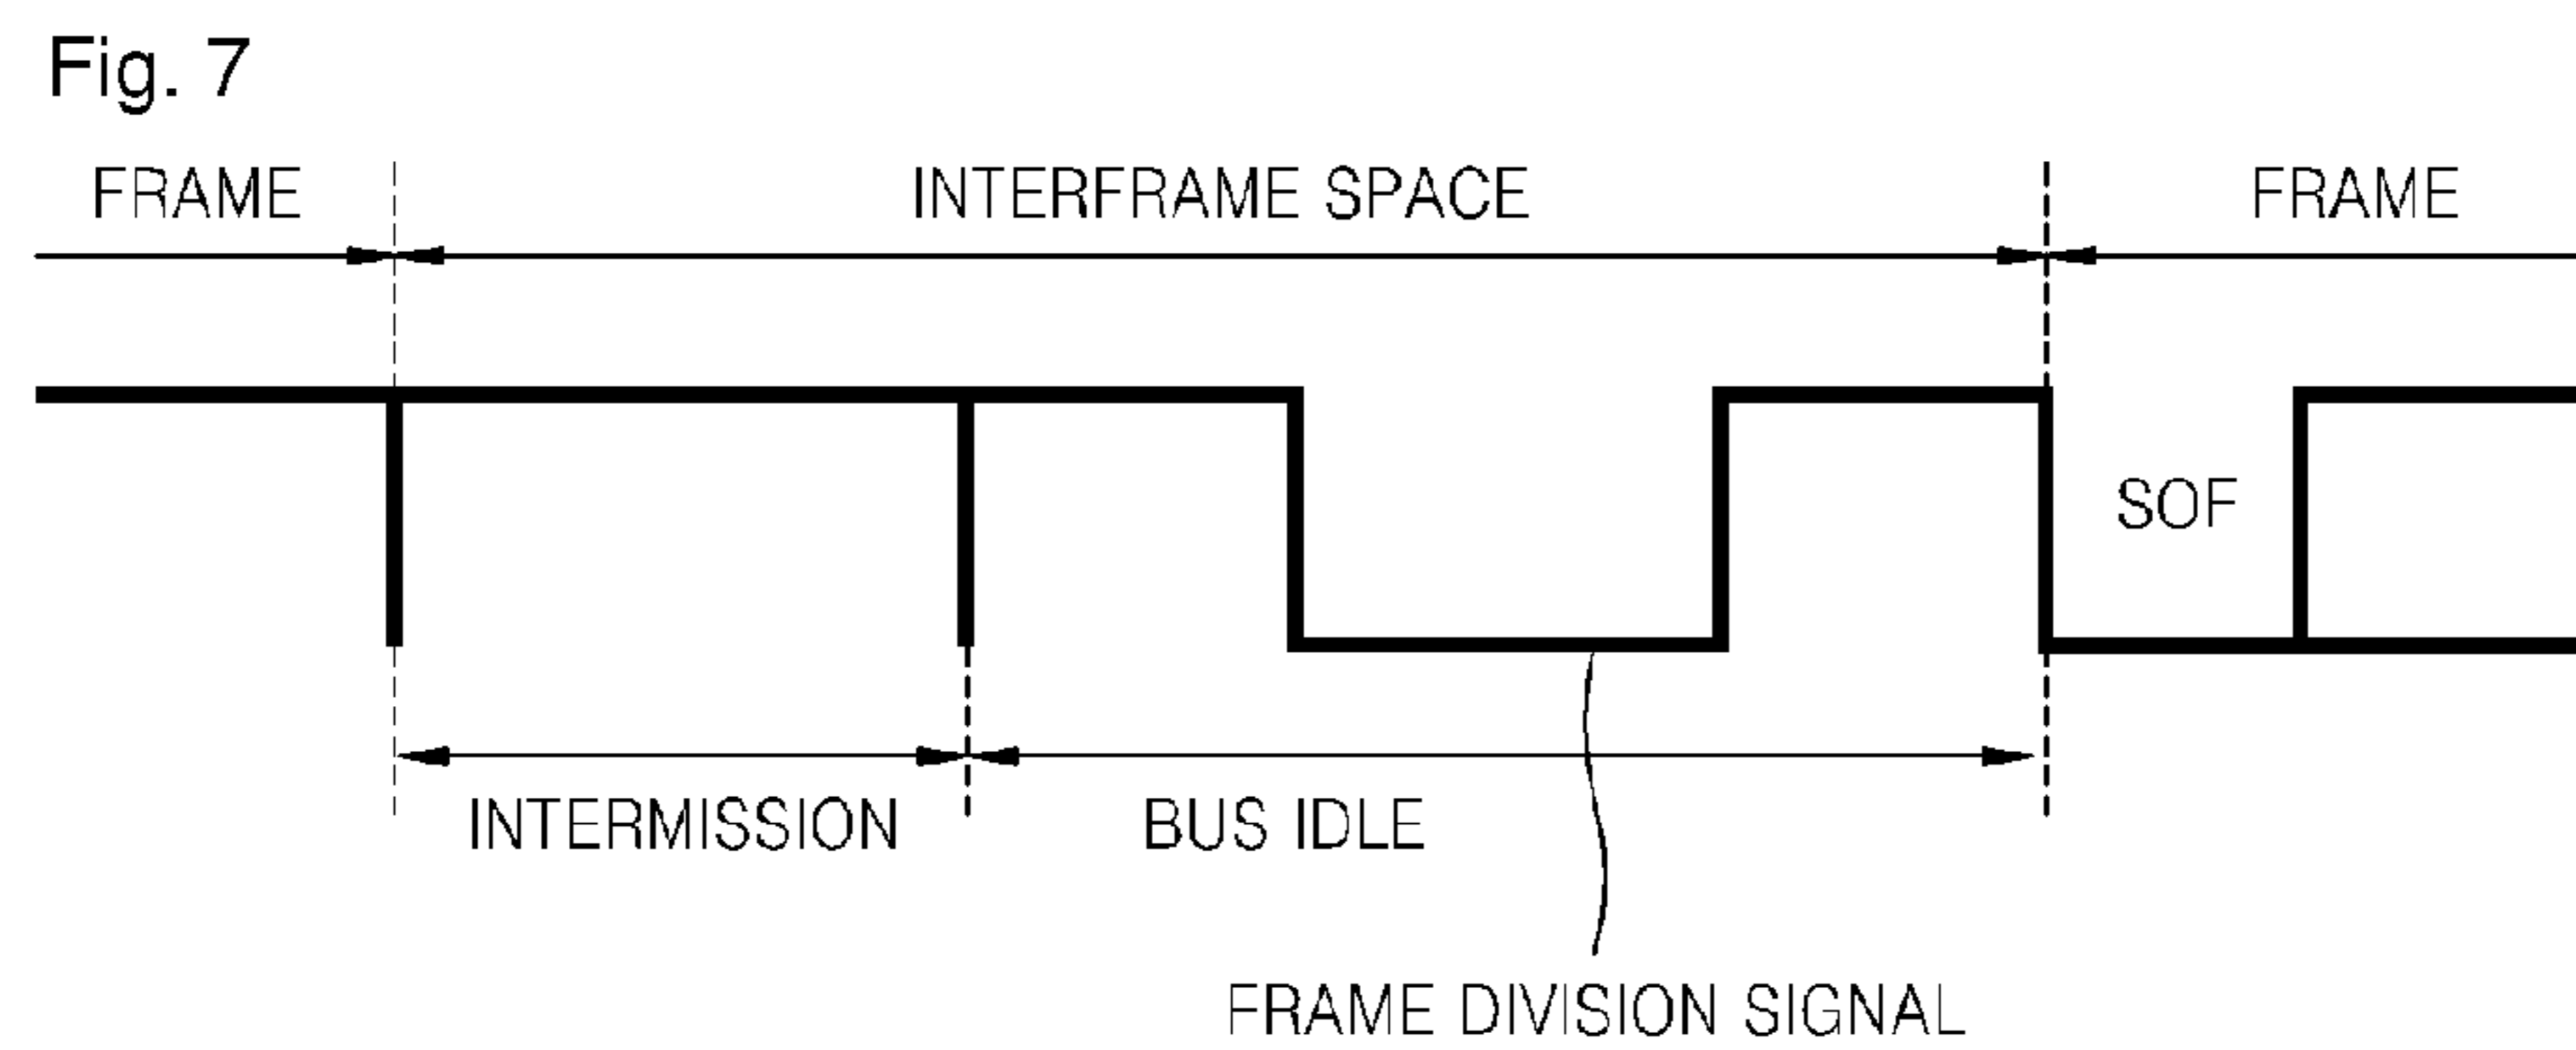 Fig. 7
FRAME
INTERFRAME SPACE
FRAME
SOF
INTERMISSION
BUS IDLE
FRAME DIVISION SIGNAL